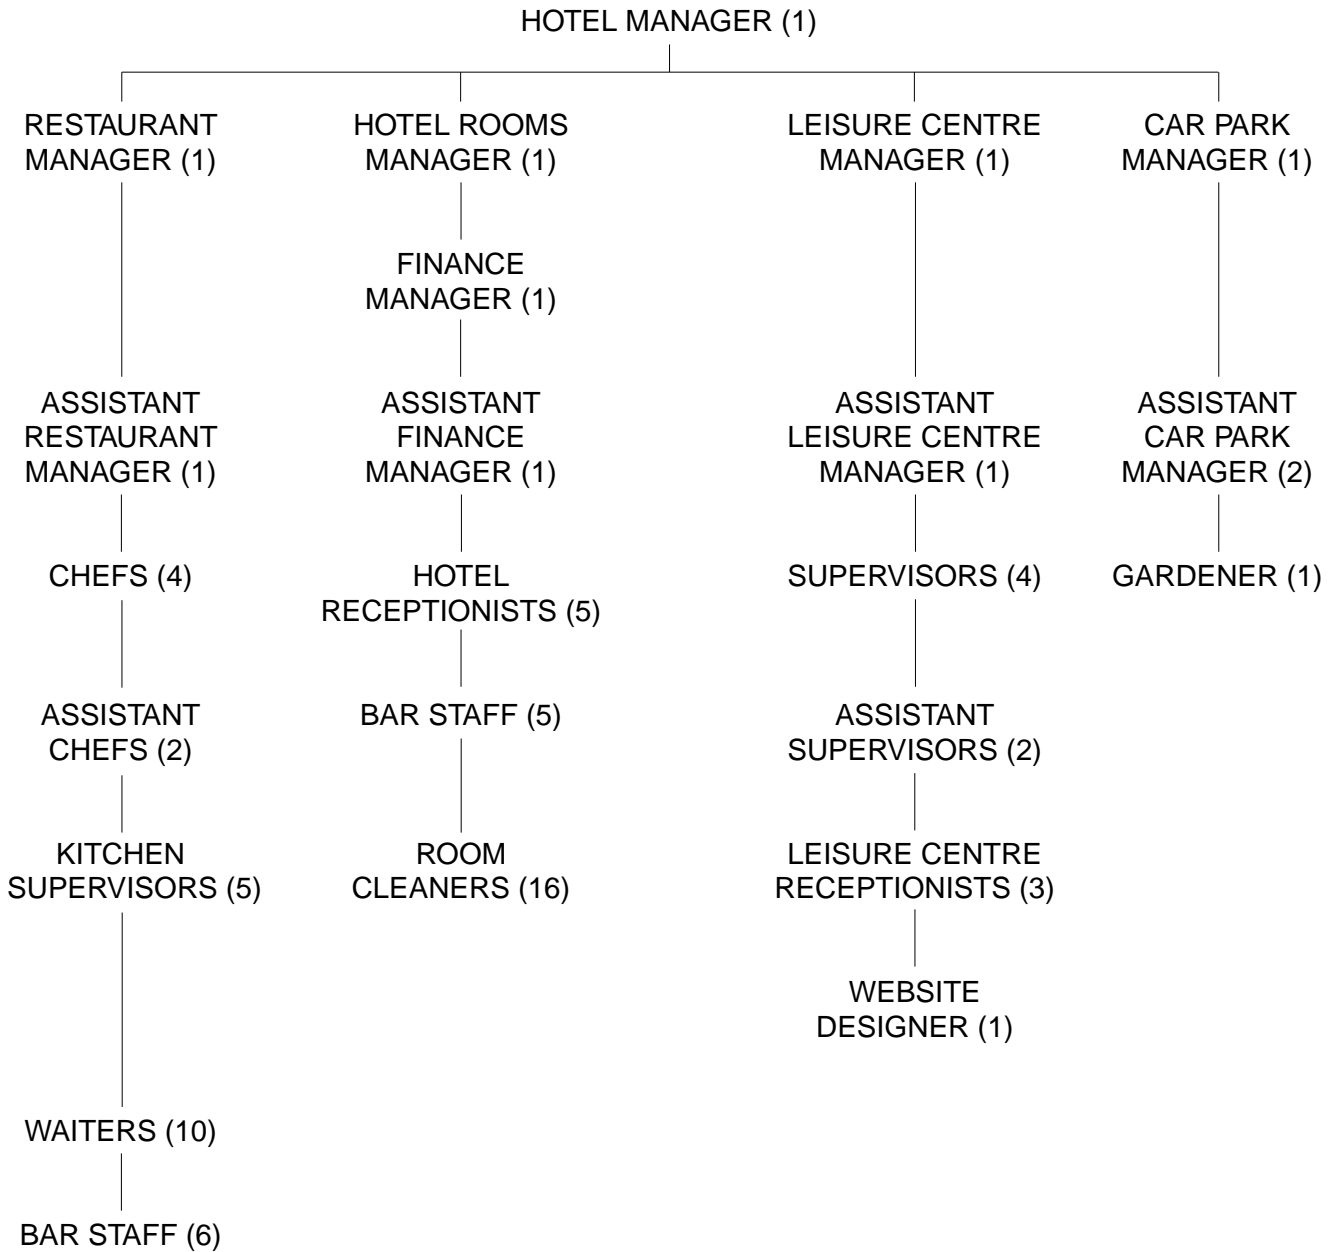 HOTEL MANAGER (1)
RESTAURANT
MANAGER (1)
HOTEL ROOMS
MANAGER (1)
LEISURE CENTRE
MANAGER (1)
CAR PARK
MANAGER (1)
FINANCE
MANAGER (1)
ASSISTANT
RESTAURANT
MANAGER (1)
ASSISTANT
FINANCE
MANAGER (1)
ASSISTANT
LEISURE CENTRE
MANAGER (1)
ASSISTANT
CAR PARK
MANAGER (2)
CHEFS (4)
HOTEL
RECEPTIONISTS (5)
SUPERVISORS (4)
GARDENER (1)
ASSISTANT
CHEFS (2)
BAR STAFF (5)
ASSISTANT
SUPERVISORS (2)
KITCHEN
SUPERVISORS (5)
ROOM
CLEANERS (16)
LEISURE CENTRE
RECEPTIONISTS (3)
WEBSITE
DESIGNER (1)
WAITERS (10)
BAR STAFF (6)